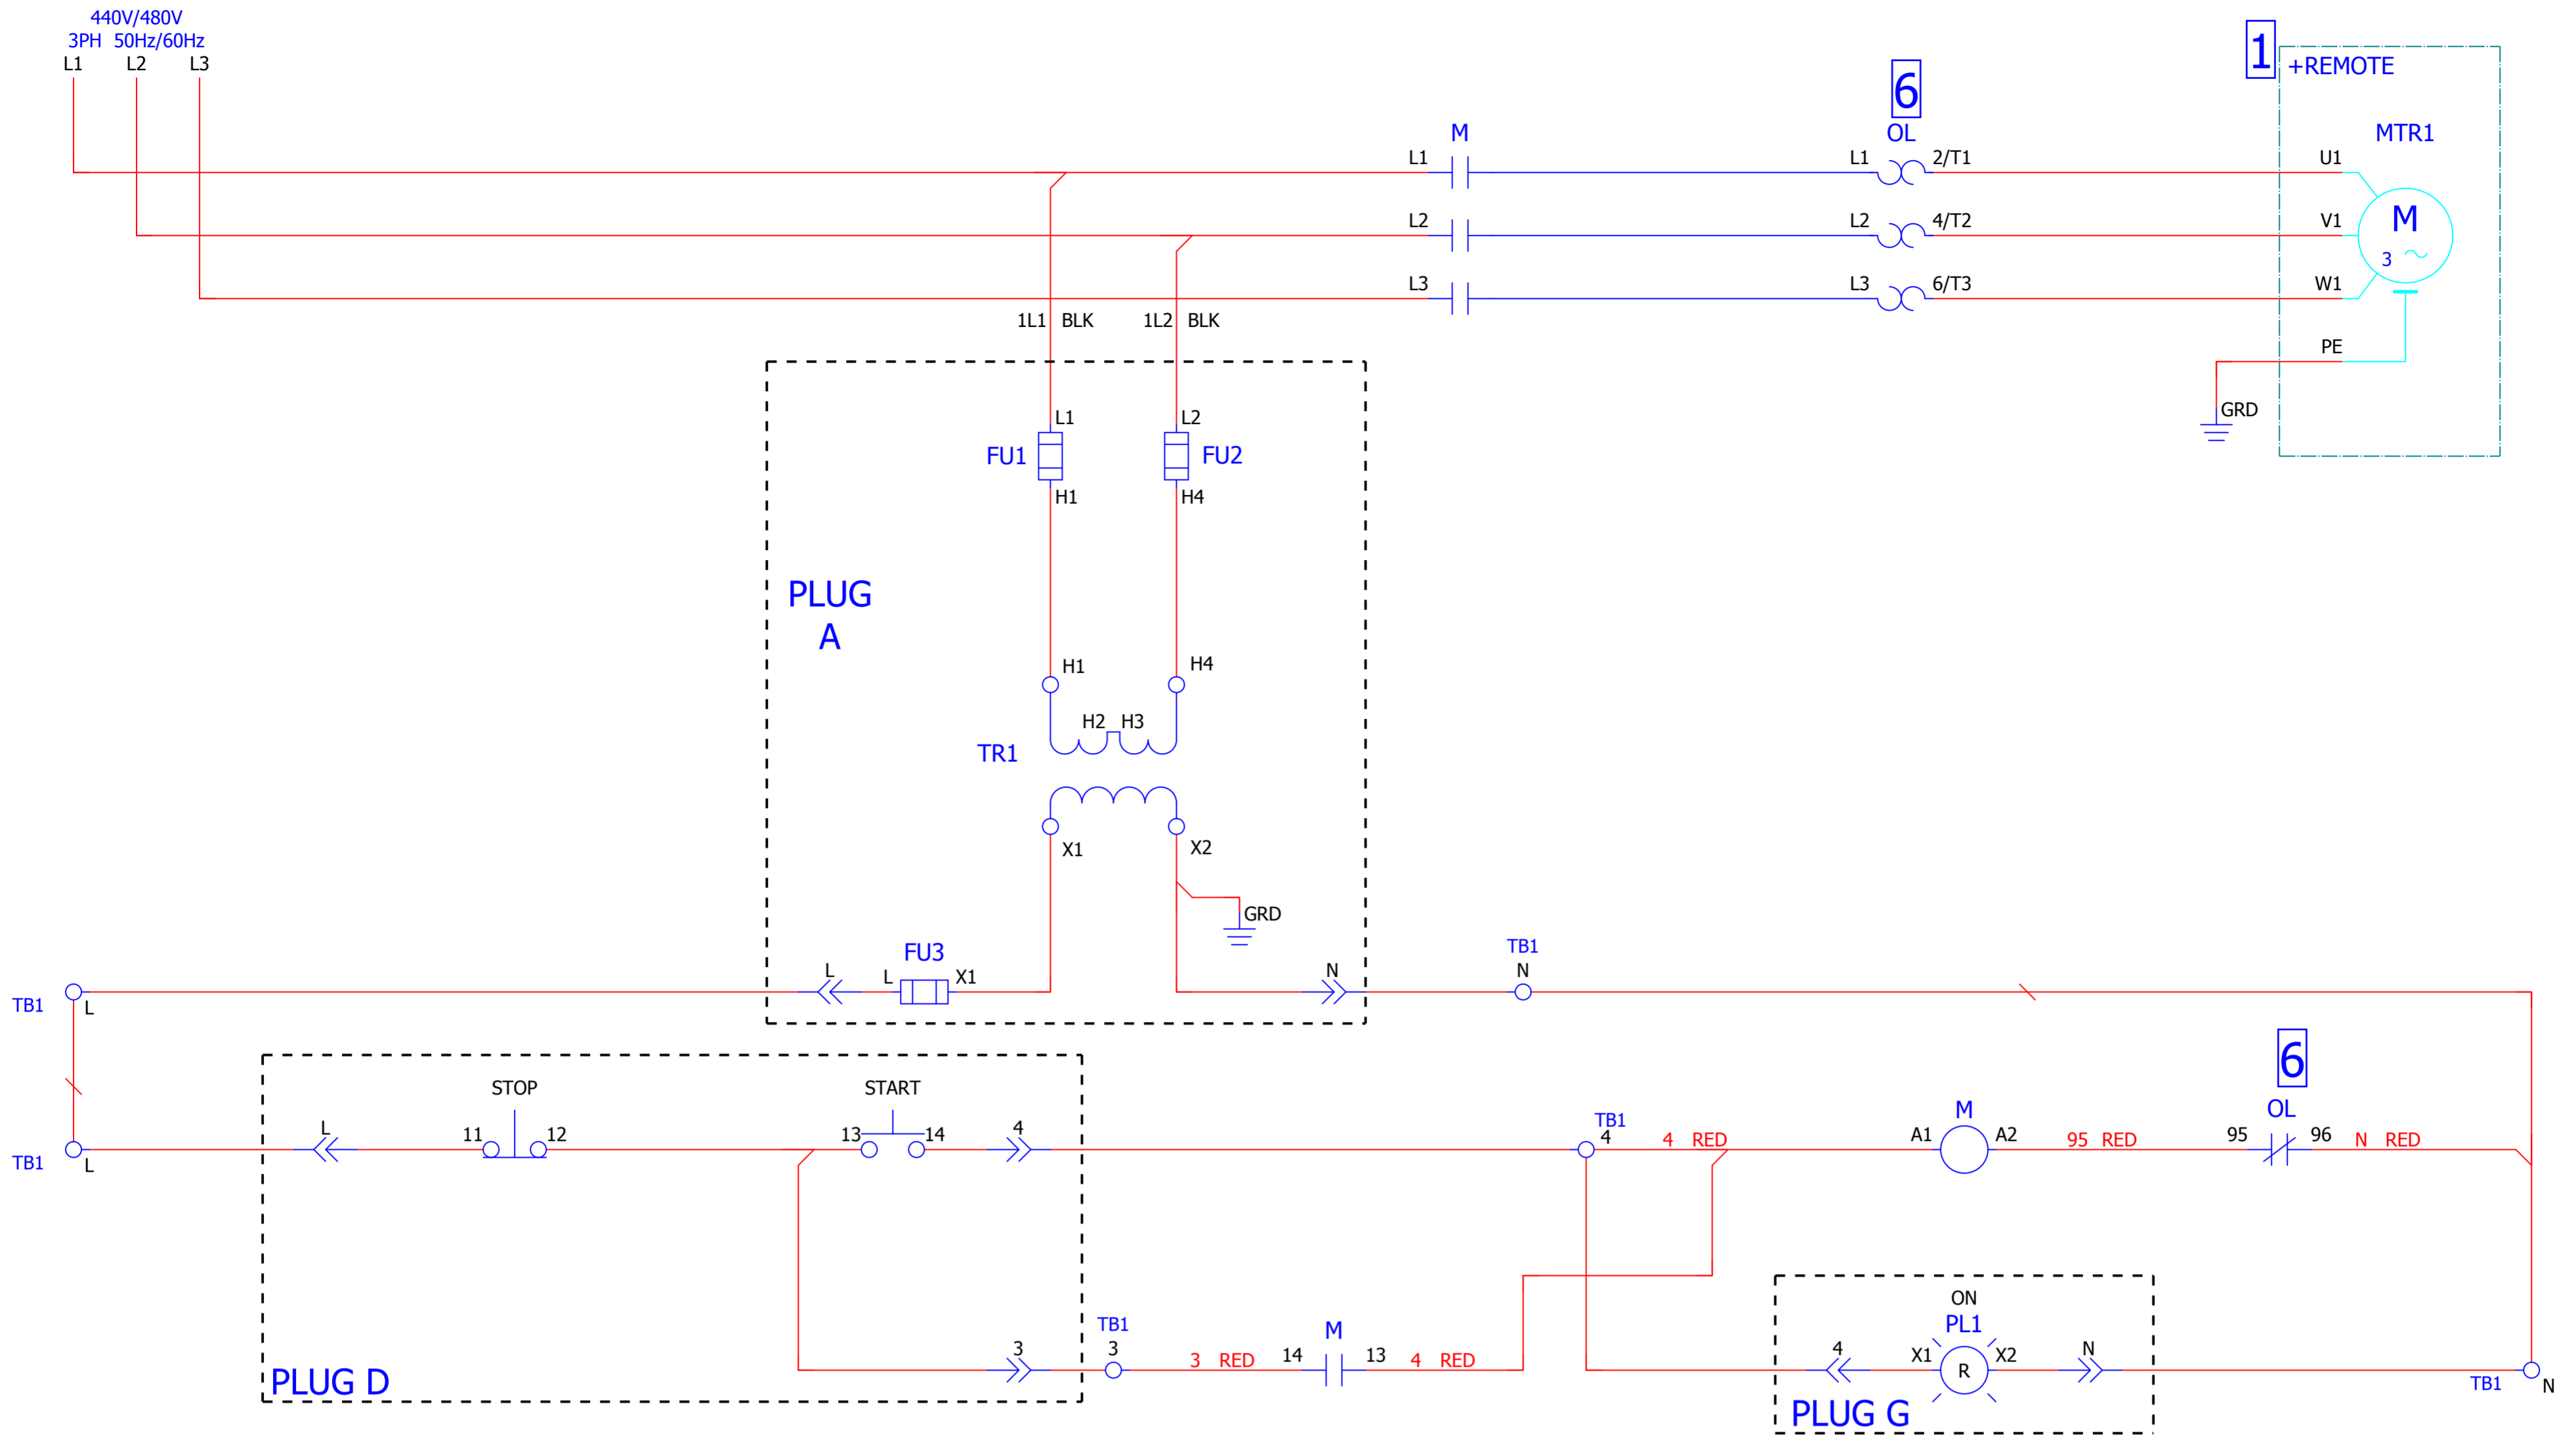 440V/480V
3PH 50Hz/60Hz
L1 L2 L3
1
+REMOTE
6
OL
M
MTR1
L1 L1 2/T1 U1
L2 L2 4/T2 V1
M
3
L3 L3 6/T3 W1
1L1 BLK 1L2 BLK
PE
GRD
L1 L2
FU1 FU2
H1 H4
PLUG
A
H1 H4
H2 H3
TR1
X1 X2
GRD
FU3
L L X1 N
TB1
N
TB1
L
6
STOP START
OL
TB1
L
L 11 12 13 14 4
TB1
4
4 RED
M
A1 A2
95 RED
95 96
N RED
ON
PL1
3
TB1
3
3 RED
M
14 13
4 RED
4 X1 R X2 N
TB1
N
PLUG D
PLUG G